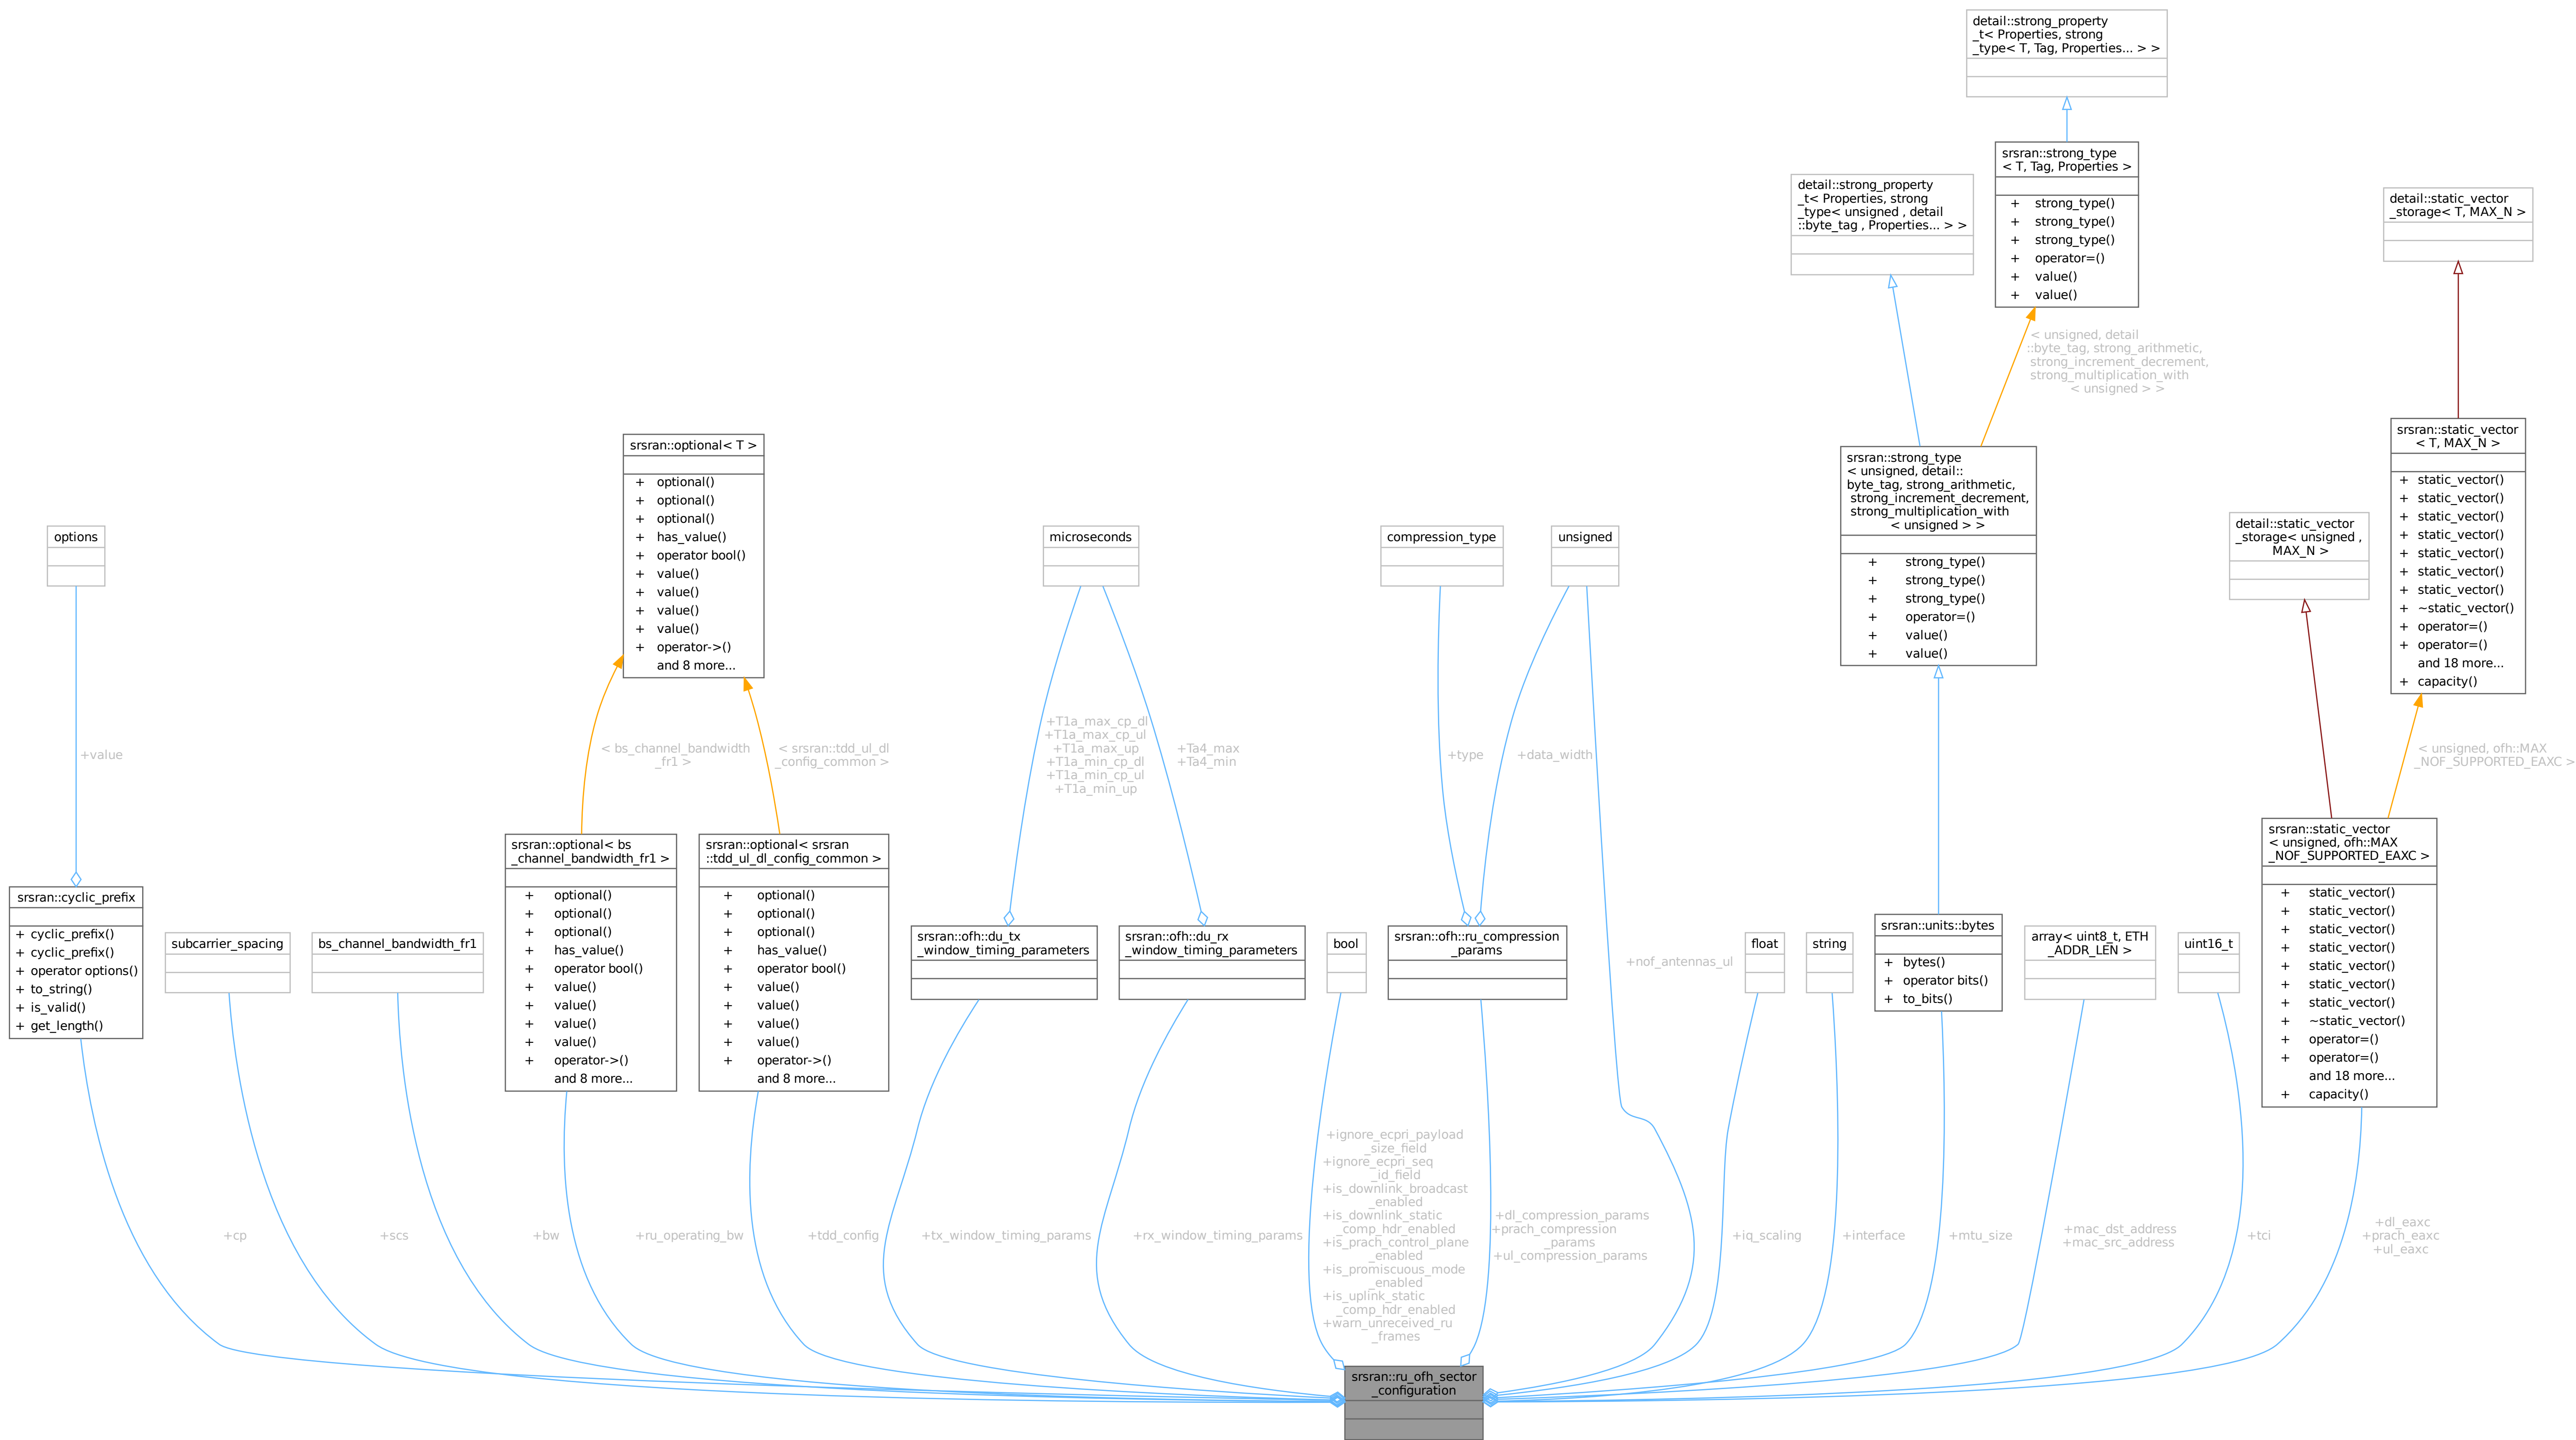 detail::strong_property
_t< Properties, strong
_type< T, Tag, Properties... > >
srsran::strong_type
< T, Tag, Properties >
+ strong_type()
+ strong_type()
+ strong_type()
+ operator=()
+ value()
+ value()
detail::strong_property
_t< Properties, strong
_type< unsigned , detail
::byte_tag , Properties... > >
detail::static_vector
_storage< T, MAX_N >
< unsigned, detail
::byte_tag, strong_arithmetic,
strong_increment_decrement,
strong_multiplication_with
< unsigned > >
srsran::optional< T >
+ optional()
+ optional()
+ optional()
+ has_value()
+ operator bool()
+ value()
+ value()
+ value()
+ value()
+ operator->()
and 8 more...
srsran::strong_type
< unsigned, detail::
byte_tag, strong_arithmetic,
strong_increment_decrement,
strong_multiplication_with
< unsigned > >
+ strong_type()
+ strong_type()
+ strong_type()
+ operator=()
+ value()
+ value()
srsran::static_vector
< T, MAX_N >
+ static_vector()
+ static_vector()
+ static_vector()
+ static_vector()
+ static_vector()
+ static_vector()
+ static_vector()
+ ~static_vector()
+ operator=()
+ operator=()
and 18 more...
+ capacity()
options
microseconds
compression_type
unsigned
detail::static_vector
_storage< unsigned ,
MAX_N >
+value
< bs_channel_bandwidth
_fr1 >
< srsran::tdd_ul_dl
_config_common >
+T1a_max_cp_dl
+T1a_max_cp_ul
+T1a_max_up
+T1a_min_cp_dl
+T1a_min_cp_ul
+T1a_min_up
+Ta4_max
+Ta4_min
+type
+data_width
< unsigned, ofh::MAX
_NOF_SUPPORTED_EAXC >
srsran::cyclic_prefix
+ cyclic_prefix()
+ cyclic_prefix()
+ operator options()
+ to_string()
+ is_valid()
+ get_length()
subcarrier_spacing
bs_channel_bandwidth_fr1
srsran::optional< bs
_channel_bandwidth_fr1 >
+ optional()
+ optional()
+ optional()
+ has_value()
+ operator bool()
+ value()
+ value()
+ value()
+ value()
+ operator->()
and 8 more...
srsran::optional< srsran
::tdd_ul_dl_config_common >
+ optional()
+ optional()
+ optional()
+ has_value()
+ operator bool()
+ value()
+ value()
+ value()
+ value()
+ operator->()
and 8 more...
srsran::ofh::du_tx
_window_timing_parameters
srsran::ofh::du_rx
_window_timing_parameters
bool
srsran::ofh::ru_compression
_params
+nof_antennas_ul
float
string
srsran::units::bytes
+ bytes()
+ operator bits()
+ to_bits()
array< uint8_t, ETH
_ADDR_LEN >
uint16_t
srsran::static_vector
< unsigned, ofh::MAX
_NOF_SUPPORTED_EAXC >
+ static_vector()
+ static_vector()
+ static_vector()
+ static_vector()
+ static_vector()
+ static_vector()
+ static_vector()
+ ~static_vector()
+ operator=()
+ operator=()
and 18 more...
+ capacity()
+cp
+scs
+bw
+ru_operating_bw
+tdd_config
+tx_window_timing_params
+rx_window_timing_params
+ignore_ecpri_payload
_size_field
+ignore_ecpri_seq
_id_field
+is_downlink_broadcast
_enabled
+is_downlink_static
_comp_hdr_enabled
+is_prach_control_plane
_enabled
+is_promiscuous_mode
_enabled
+is_uplink_static
_comp_hdr_enabled
+warn_unreceived_ru
_frames
+dl_compression_params
+prach_compression
_params
+ul_compression_params
+iq_scaling
+interface
+mtu_size
+mac_dst_address
+mac_src_address
+tci
+dl_eaxc
+prach_eaxc
+ul_eaxc
srsran::ru_ofh_sector
_configuration